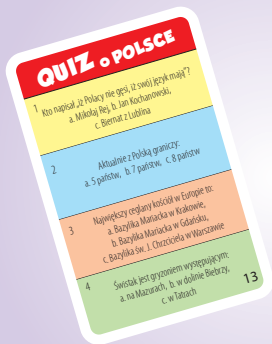 QUIZ o POLSCE
1 Kto napisał „iż Polacy nie gęsi, iż swój język mają”?
a. Mikołaj Rej, b. Jan Kochanowski,
c. Biernat z Lublina
2 Aktualnie z Polską graniczy:
a. 5 państw, b. 7 państw, c. 8 państw
3 Największy ceglany kościół w Europie to:
a. Bazylika Mariacka w Krakowie,
b. Bazylika Mariacka w Gdańsku,
c. Bazylika św. J. Chrzciciela w Warszawie
4 Świstak jest gryzoniem występującym:
a. na Mazurach, b. w dolinie Biebrzy,
c. w Tatrach
13